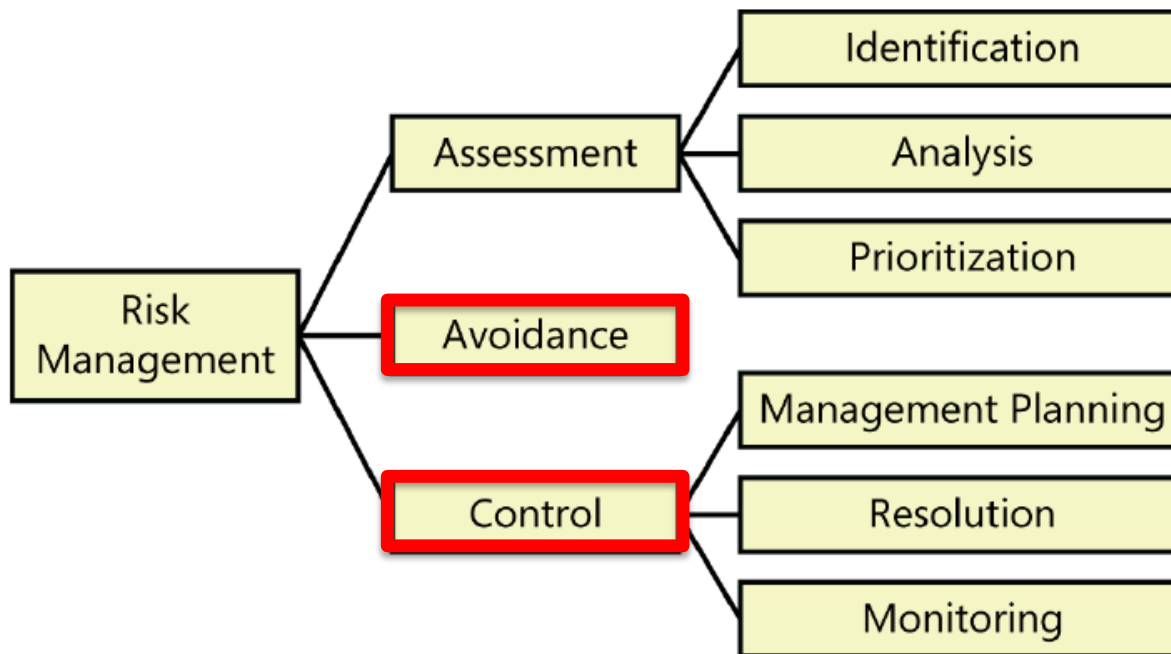 Risk
Management
Assessment
Identification
Analysis
Prioritization
Avoidance
Control
Management Planning
Resolution
Monitoring